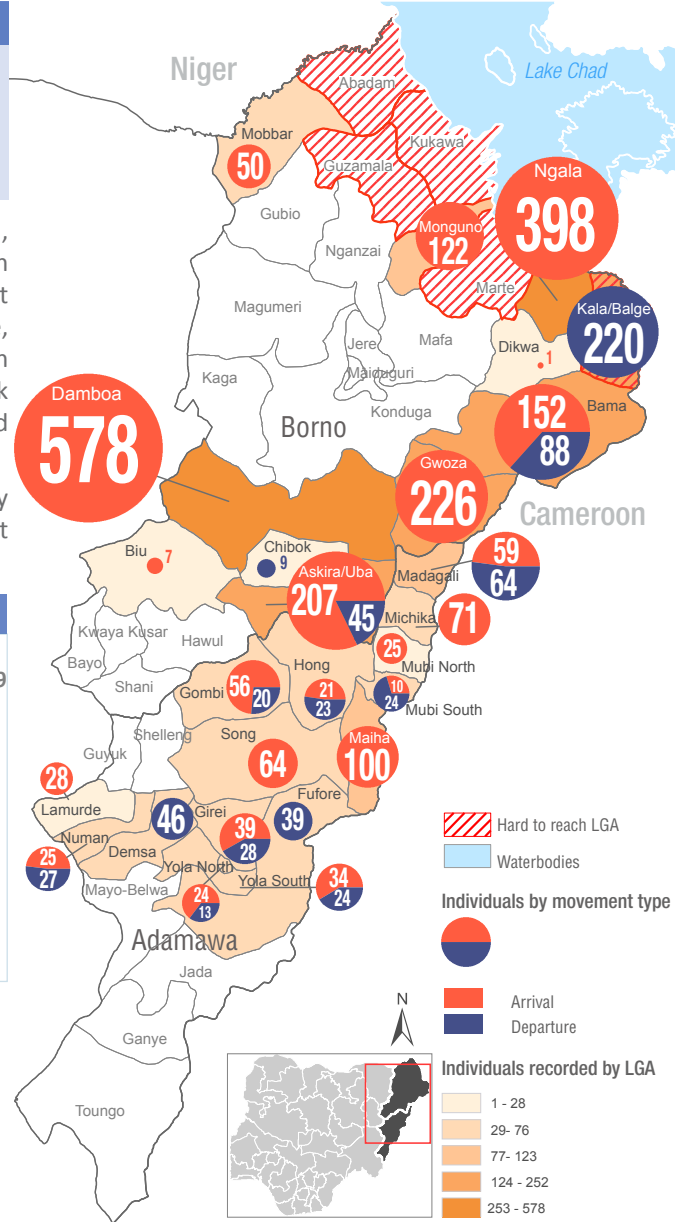 Niger
Lake Chad
Abadam
Mobbar
50
Kukawa
Guzamala
Ngala
398
Gubio
Monguno
122
Nganzai
Marte
Kala/Balge
220
Magumeri
Mafa
Jere
Dikwa
1
Maiduguri
Kaga
Damboa
578
Konduga
Borno
152
88
Bama
Gwoza
226
Cameroon
Biu
7
Chibok
9
59
64
Askira/Uba
207
45
Madagali
Michika
71
Kwaya Kusar
Hawul
Bayo
25
Mubi North
Shani
Hong
21
23
Gombi
56
20
10
24
Mubi South
Shelleng
Song
64
Maiha
100
Guyuk
28
Lamurde
Fufore
39
46
Girei
39
28
Numan
25
27
Demsa
Yola North
Yola South
34
24
Mayo-Belwa
24
13
Adamawa
Jada
Ganye
Toungo
Hard to reach LGA
Waterbodies
Individuals by movement type
Arrival
Departure
N
Individuals recorded by LGA
1 - 28
29- 76
77- 123
124 - 252
253 - 578